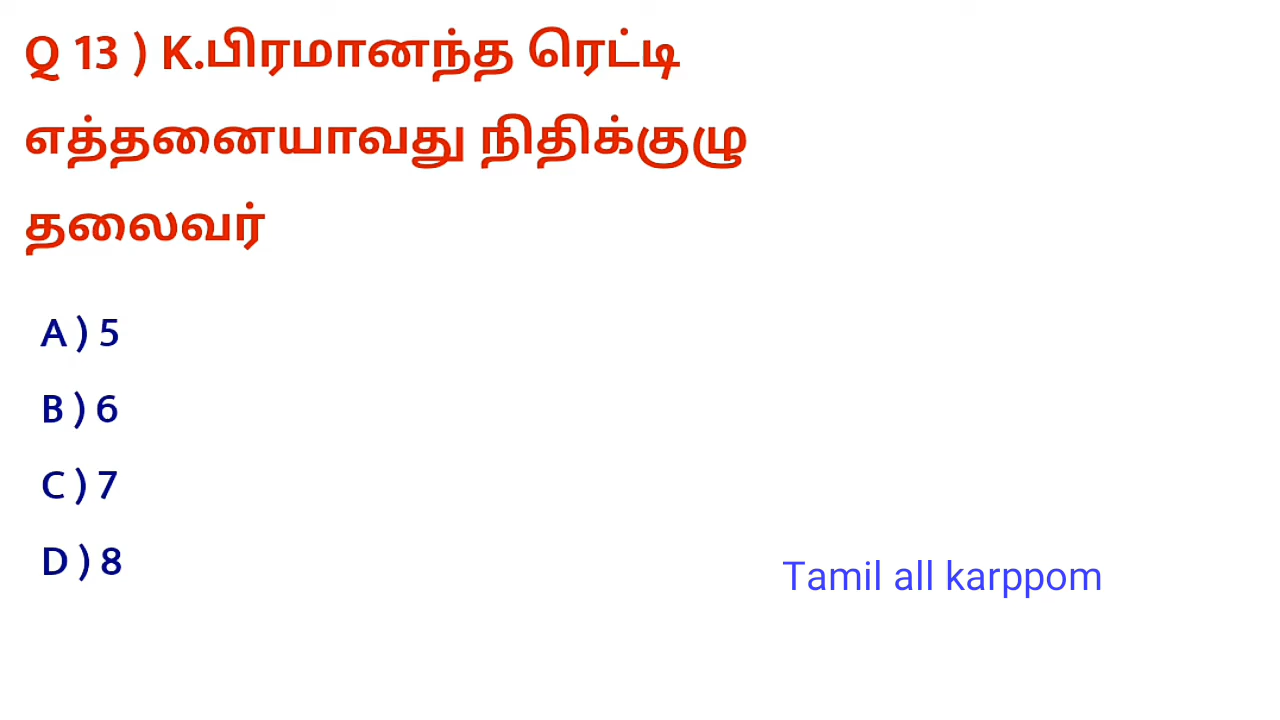 Q 13 ) K.பிரமானந்த ரெட்டி
எத்தனையாவது நிதிக்குழு
தலைவர்
A ) 5
B ) 6
C ) 7
D ) 8
Tamil all karppom